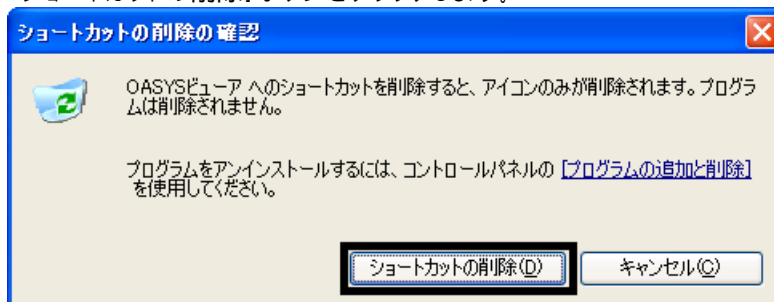 ショートカットの削除の確認
OASYSビューア へのショートカットを削除すると、アイコンのみが削除されます。プログラ
ムは削除されません。
プログラムをアンインストールするには、コントロールパネルの [プログラムの追加と削除]
を使用してください。
ショートカットの削除(D)
キャンセル(C)